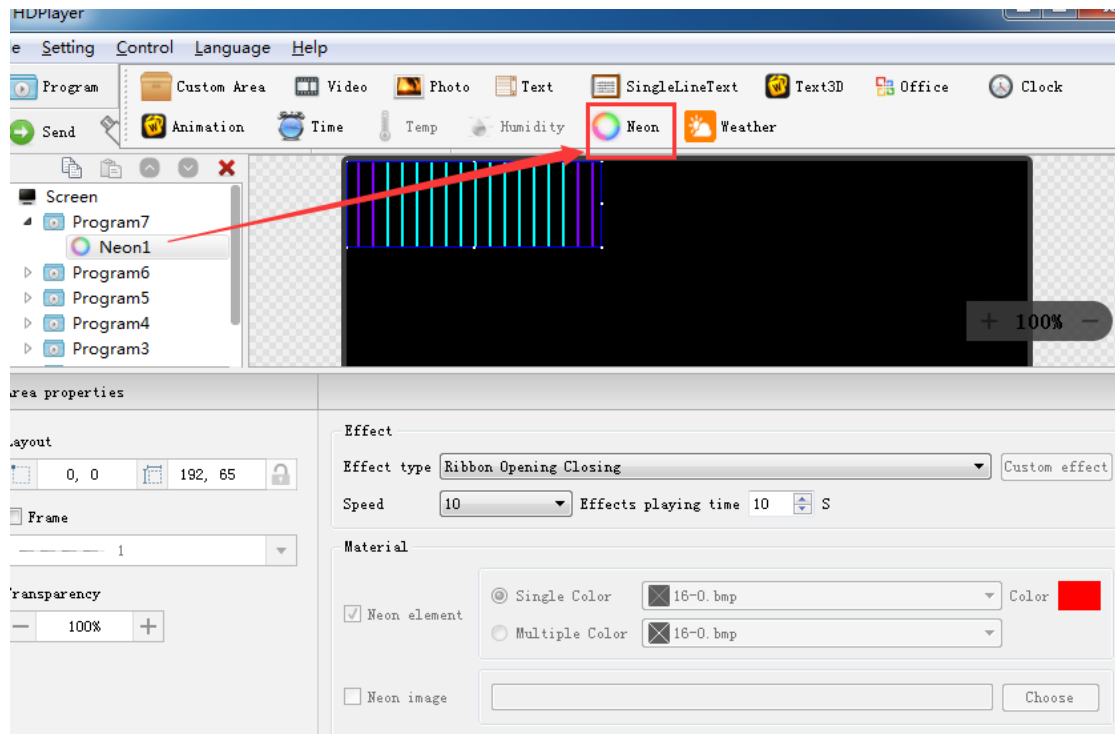 HDPlayer
e Setting Control Language Help
Program Custom Area Video Photo Text SingleLineText Text3D Office Clock
Send Animation Time Temp Humidity Neon Weather
Screen
Program7
Neon1
Program6
Program5
Program4
Program3
+ 100% −
rea properties
Layout
0, 0 192, 65
Frame
1
Transparency
− 100% +
Effect
Effect type Ribbon Opening Closing Custom effect
Speed 10 Effects playing time 10 S
Material
Neon element Single Color 16-0.bmp Color
Multiple Color 16-0.bmp
Neon image Choose